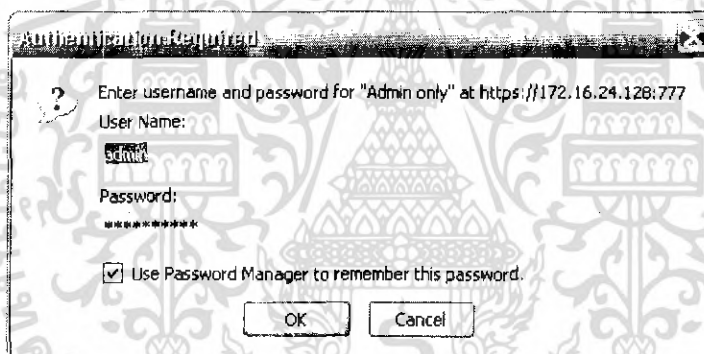 Authentication Required
Enter username and password for "Admin only" at https://172.16.24.128:777
User Name:
admin
Password:
**********
Use Password Manager to remember this password.
OK
Cancel